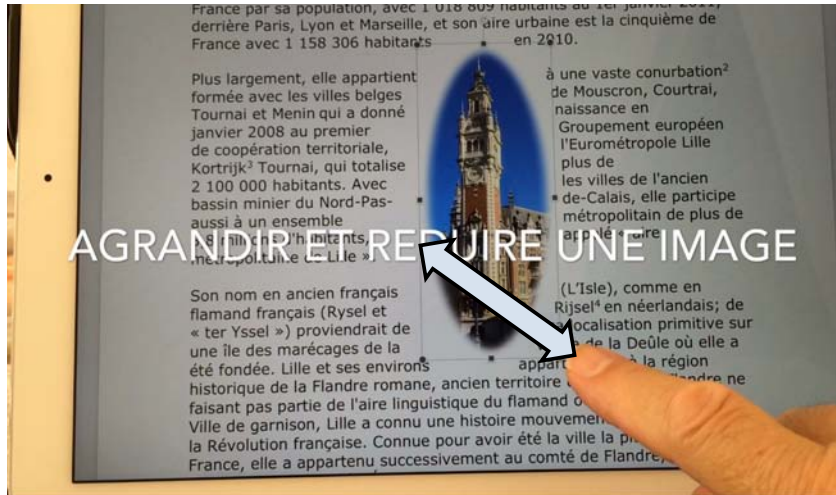 France par sa population, avec 1 018 809 habitants au 1er janvier 2011,
derrière Paris, Lyon et Marseille, et son aire urbaine est la cinquième de
France avec 1 158 306 habitants en 2010.
Plus largement, elle appartient à une vaste conurbation²
formée avec les villes belges de Mouscron, Courtrai,
Tournai et Menin qui a donné naissance en
janvier 2008 au premier Groupement européen
de coopération territoriale, l'Eurométropole Lille
Kortrijk³ Tournai, qui totalise plus de
2 100 000 habitants. Avec les villes de l'ancien
bassin minier du Nord-Pas- de-Calais, elle participe
aussi à un ensemble métropolitain de plus de
d'habitants, appelé « aire
métropolitaine de Lille ».
AGRANDIR ET REDUIRE UNE IMAGE
Son nom en ancien français (L'Isle), comme en
flamand français (Rysel et Rijsel⁴ en néerlandais; de
« ter Yssel ») proviendrait de localisation primitive sur
une île des marécages de la de la Deûle où elle a
été fondée. Lille et ses environs à la région
historique de la Flandre romane, ancien territoire ne
faisant pas partie de l'aire linguistique du flamand
Ville de garnison, Lille a connu une histoire
la Révolution française. Connue pour avoir été la ville la
France, elle a appartenu successivement au comté de Flandre,